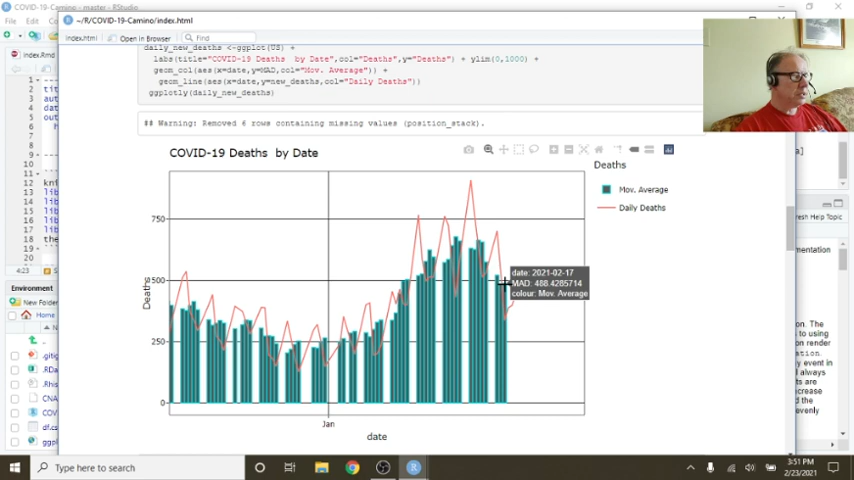 COVID-19-Camino - master - RStudio
~/R/COVID-19-Camino/index.html
File
index.html
Open in Browser
Find
index.Rmd
daily_new_deaths <-ggplot(US) +
labs(title="COVID-19 Deaths by Date",col="Deaths",y="Deaths") + ylim(0,1000) +
geom_col(aes(x=date,y=MAD,col="Mov. Average")) +
geom_line(aes(x=date,y=new_deaths,col="Daily Deaths"))
ggplotly(daily_new_deaths)
## Warning: Removed 6 rows containing missing values (position_stack).
COVID-19 Deaths by Date
Deaths
Mov. Average
Daily Deaths
750
500
250
0
Deaths
Jan
date
date: 2021-02-17
MAD: 488.4285714
colour: Mov. Average
4:23
Environment
New Folder
Home
Type here to search
3:51 PM
2/23/2021